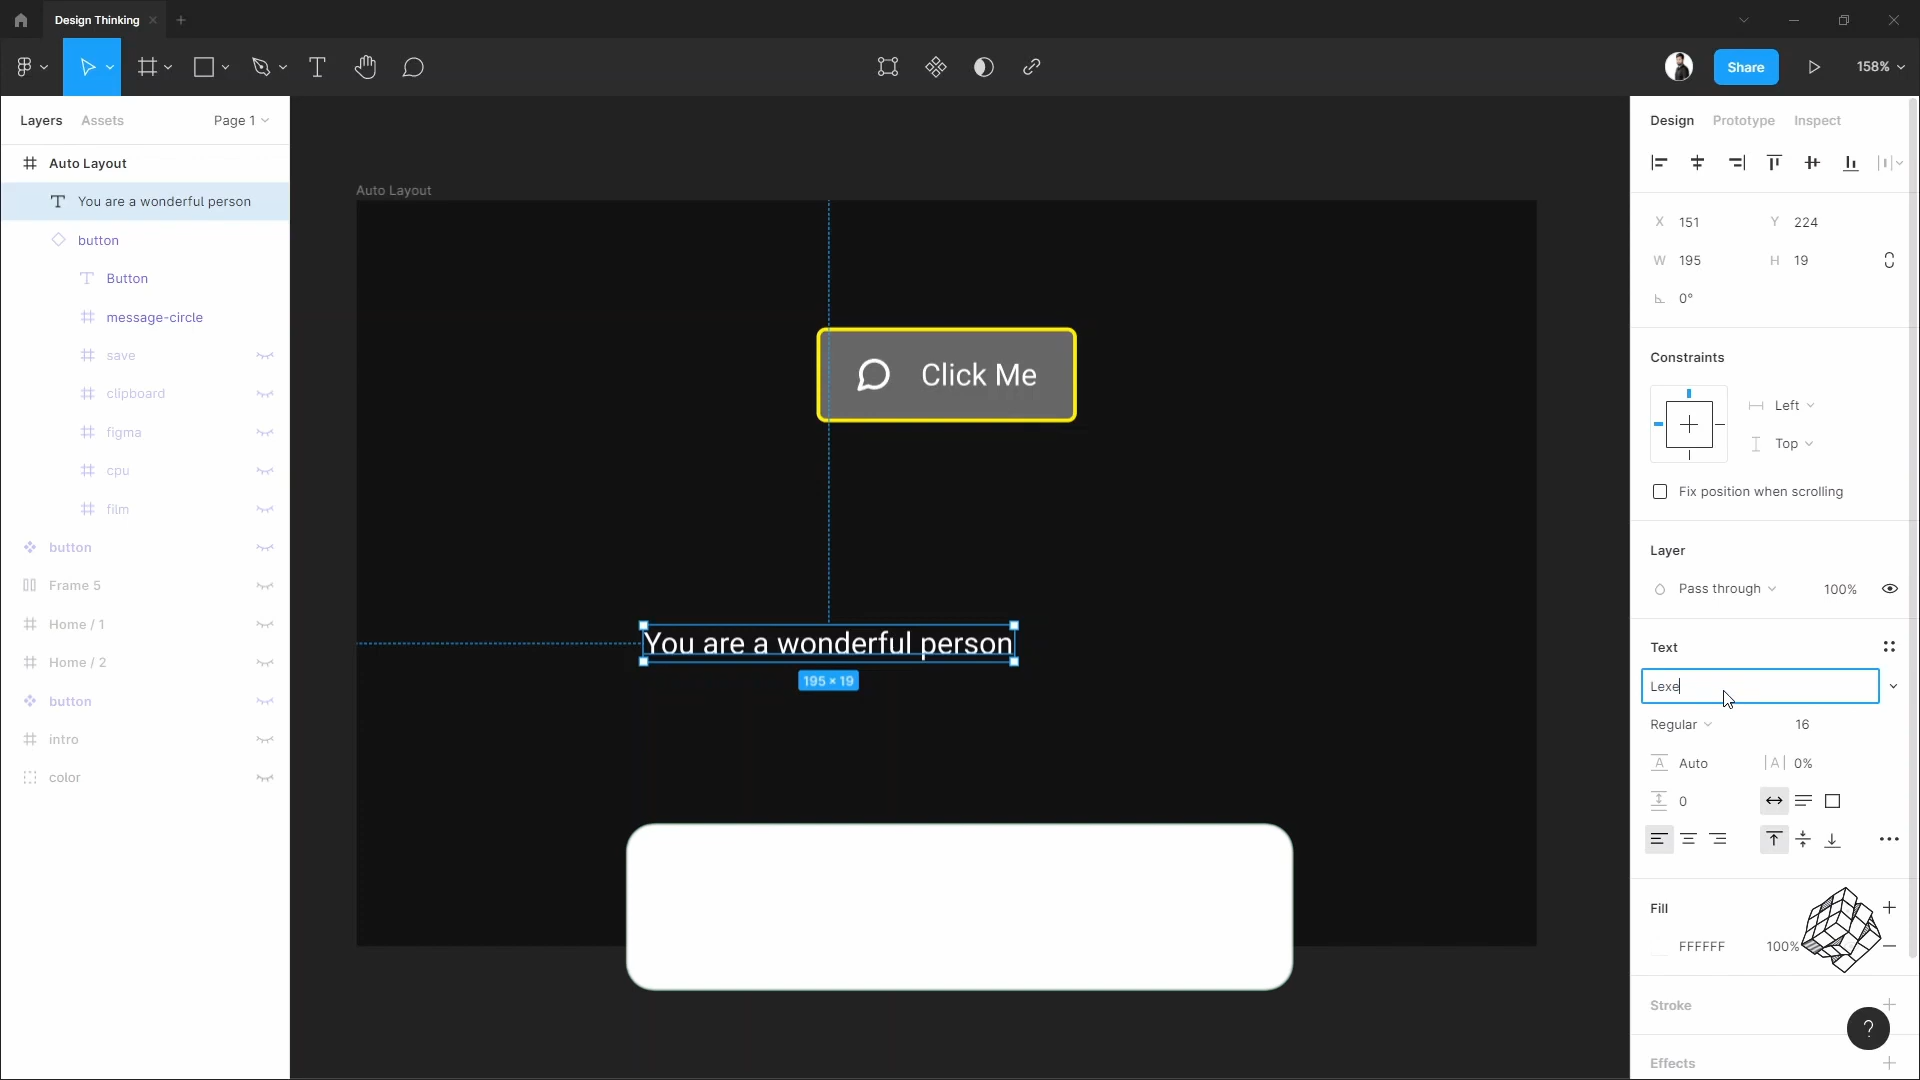 Design Thinking
Share
158%
Layers
Assets
Page 1
Auto Layout
You are a wonderful person
button
Button
message-circle
save
clipboard
figma
cpu
film
button
Frame 5
Home / 1
Home / 2
button
intro
color
Auto Layout
Click Me
You are a wonderful person
195 × 19
Design
Prototype
Inspect
X 151
Y 224
W 195
H 19
0°
Constraints
Left
Top
Fix position when scrolling
Layer
Pass through
100%
Text
Lexe
Regular
16
Auto
0%
0
Fill
FFFFFF
100%
Stroke
Effects
?